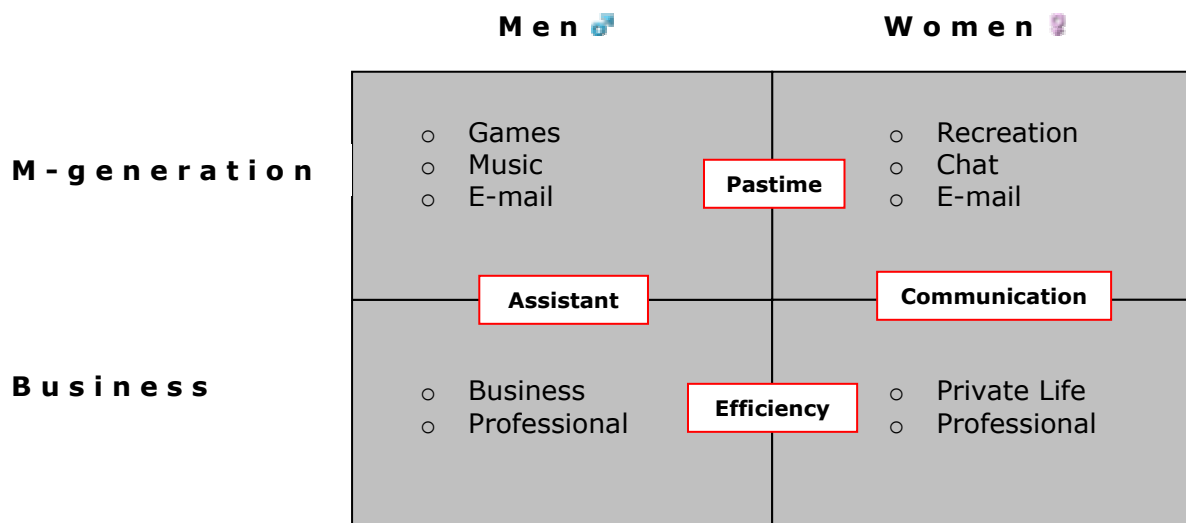 Men Women
Games Recreation
M-generation Music Pastime Chat
E-mail E-mail
Assistant Communication
Business Business Efficiency Private Life
Professional Professional